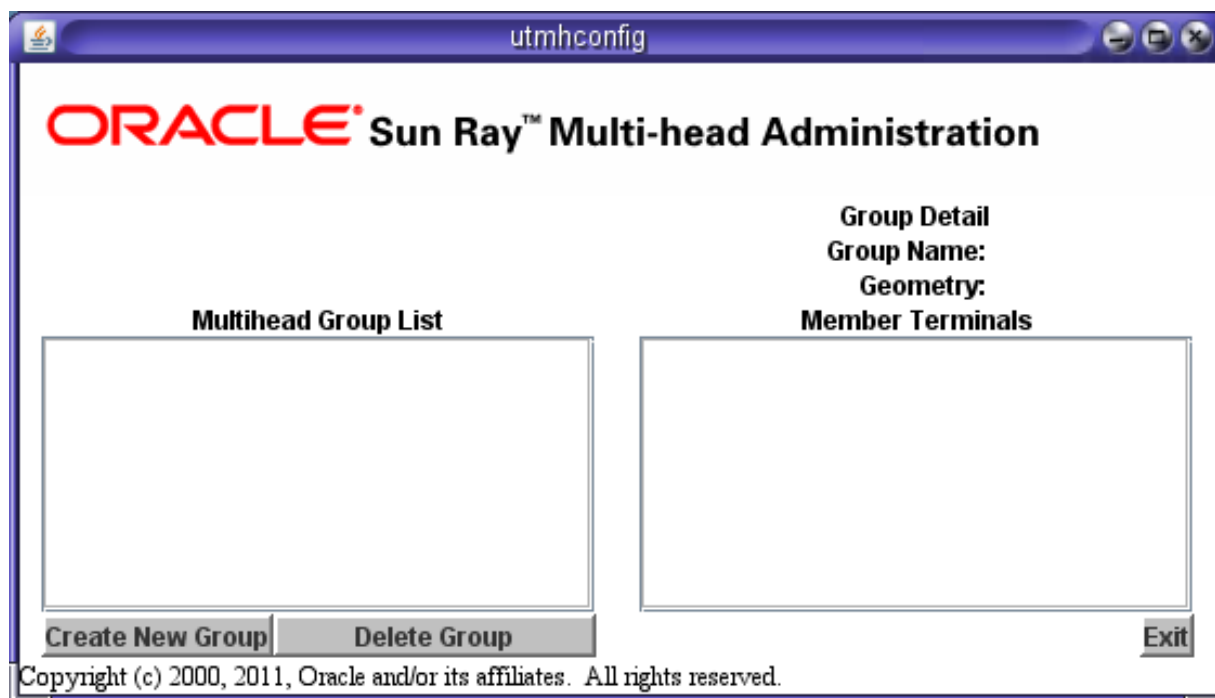 utmhconfig
ORACLE® Sun Ray™ Multi-head Administration
Group Detail
Group Name:
Geometry:
Multihead Group List
Member Terminals
Create New Group
Delete Group
Exit
Copyright (c) 2000, 2011, Oracle and/or its affiliates. All rights reserved.